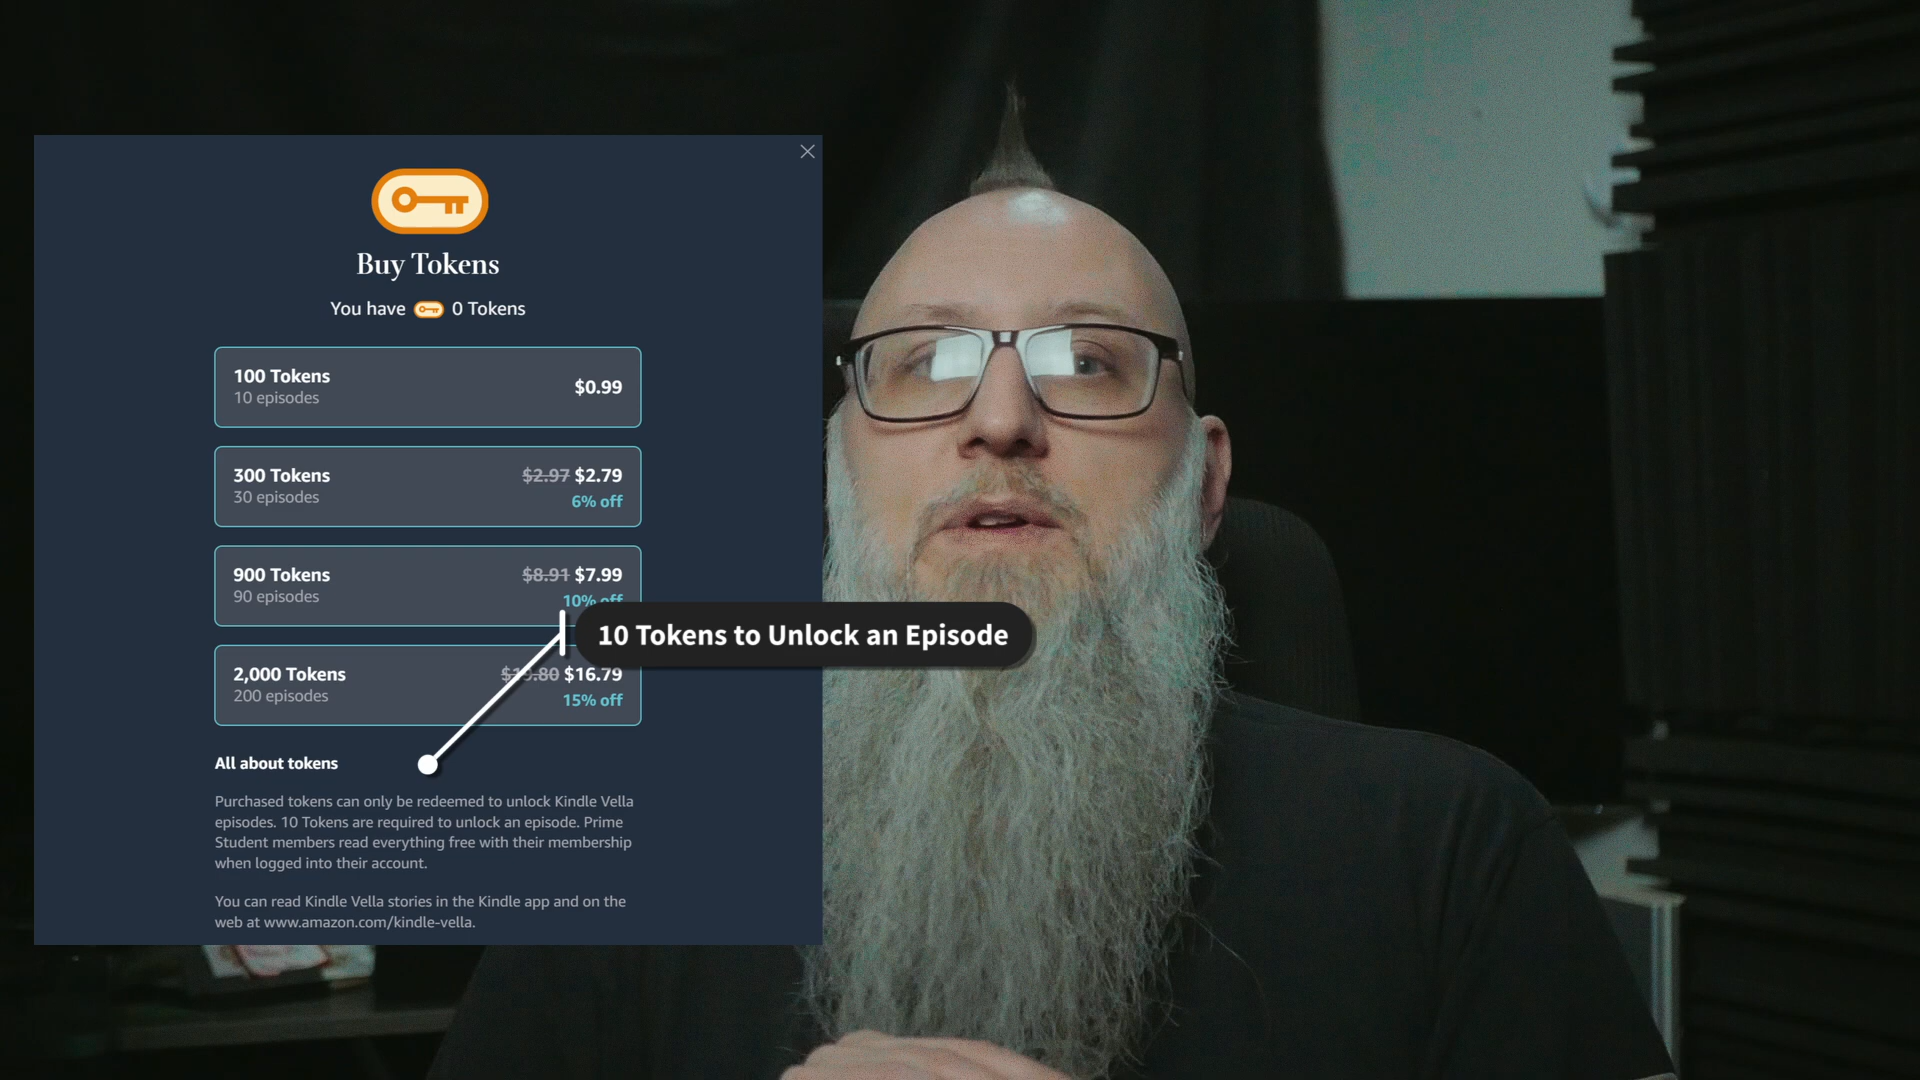 Buy Tokens
You have 0 Tokens
100 Tokens
10 episodes
$0.99
300 Tokens
30 episodes
$2.97 $2.79
6% off
900 Tokens
90 episodes
$8.91 $7.99
10% off
10 Tokens to Unlock an Episode
2,000 Tokens
200 episodes
$19.80 $16.79
15% off
All about tokens
Purchased tokens can only be redeemed to unlock Kindle Vella
episodes. 10 Tokens are required to unlock an episode. Prime
Student members read everything free with their membership
when logged into their account.
You can read Kindle Vella stories in the Kindle app and on the
web at www.amazon.com/kindle-vella.